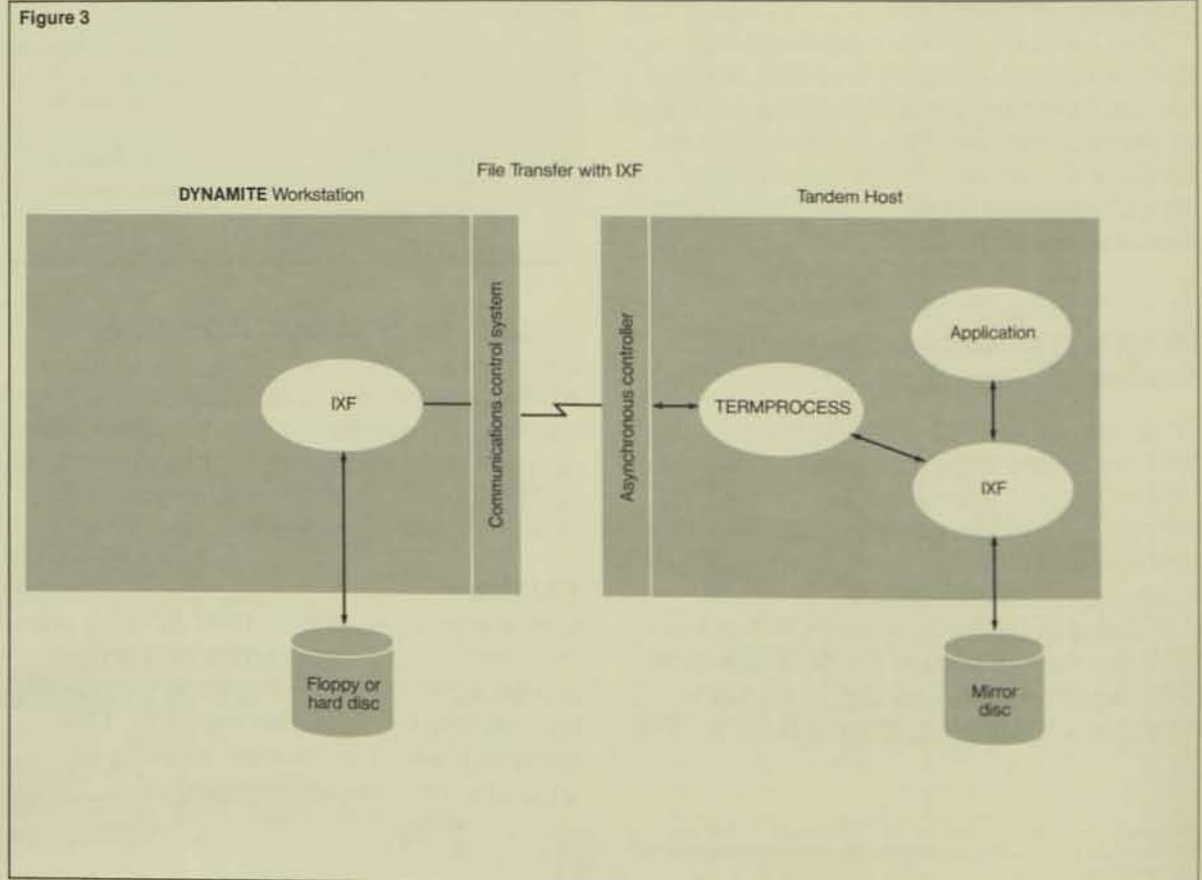 Figure 3
File Transfer with IXF
DYNAMITE Workstation
Tandem Host
Communications control system
Asynchronous controller
Application
IXF
TERMPROCESS
IXF
Floppy or
hard disc
Mirror
disc